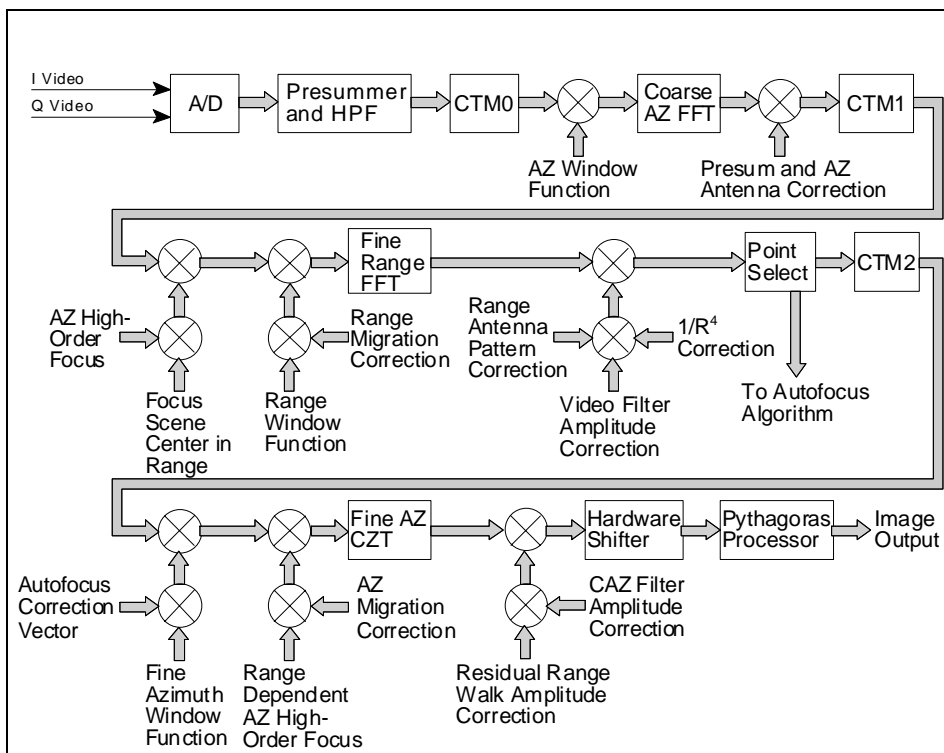 I Video
Q Video
A/D
Presummer
and HPF
CTM0
Coarse
AZ FFT
CTM1
AZ Window
Function
Presum and AZ
Antenna Correction
Fine
Range
FFT
Point
Select
CTM2
AZ High-
Order
Focus
Range
Migration
Correction
Range
Antenna
Pattern
Correction
1/R⁴
Correction
Focus
Scene
Center in
Range
Range
Window
Function
Video Filter
Amplitude
Correction
To Autofocus
Algorithm
Fine AZ
CZT
Hardware
Shifter
Pythagoras
Processor
Image
Output
Autofocus
Correction
Vector
AZ
Migration
Correction
CAZ Filter
Amplitude
Correction
Fine
Azimuth
Window
Function
Range
Dependent
AZ High-
Order Focus
Residual Range
Walk Amplitude
Correction